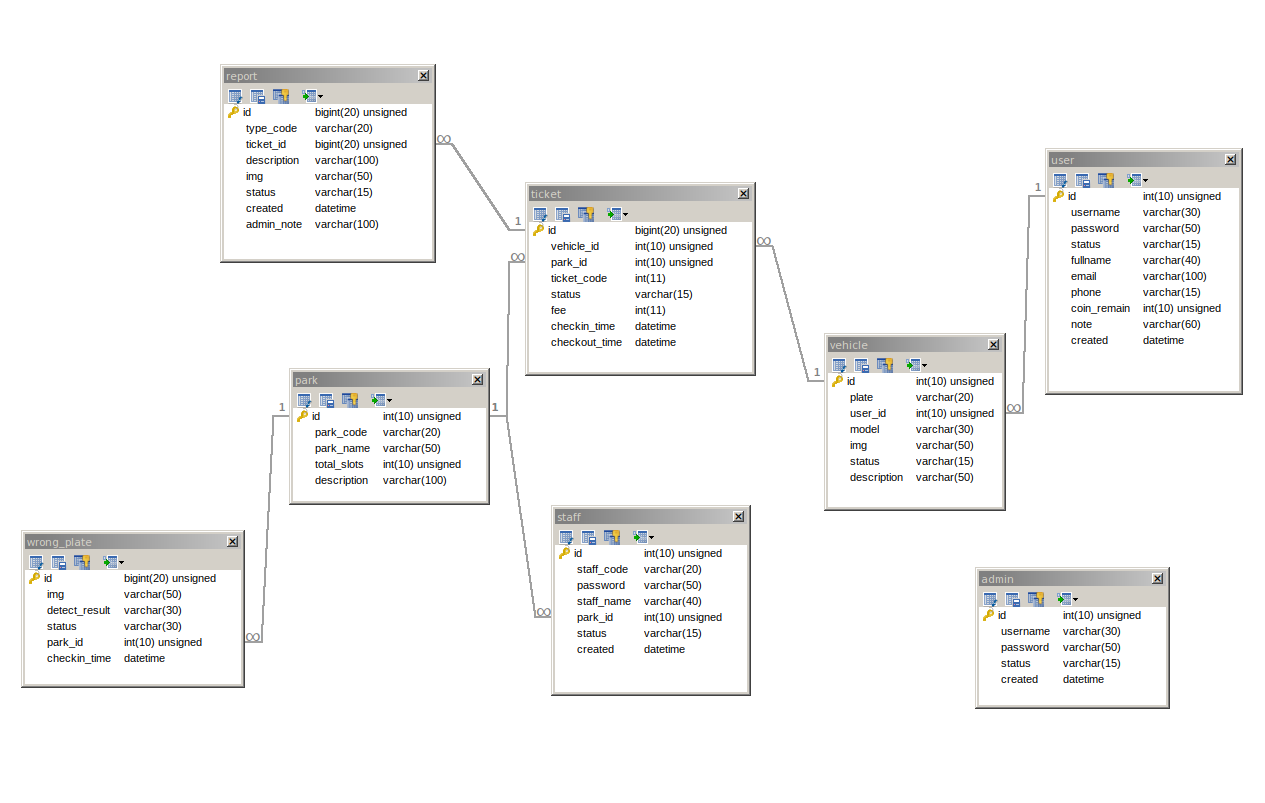 report
id bigint(20) unsigned
type_code varchar(20)
ticket_id bigint(20) unsigned
description varchar(100)
img varchar(50)
status varchar(15)
created datetime
admin_note varchar(100)
∞
1
∞
ticket
id bigint(20) unsigned
vehicle_id int(10) unsigned
park_id int(10) unsigned
ticket_code int(11)
status varchar(15)
fee int(11)
checkin_time datetime
checkout_time datetime
∞
1
user
id int(10) unsigned
username varchar(30)
password varchar(50)
status varchar(15)
fullname varchar(40)
email varchar(100)
phone varchar(15)
coin_remain int(10) unsigned
note varchar(60)
created datetime
1
vehicle
id int(10) unsigned
plate varchar(20)
user_id int(10) unsigned
model varchar(30)
img varchar(50)
status varchar(15)
description varchar(50)
∞
1
park
id int(10) unsigned
park_code varchar(20)
park_name varchar(50)
total_slots int(10) unsigned
description varchar(100)
1
wrong_plate
id bigint(20) unsigned
img varchar(50)
detect_result varchar(30)
status varchar(30)
park_id int(10) unsigned
checkin_time datetime
∞
∞
staff
id int(10) unsigned
staff_code varchar(20)
password varchar(50)
staff_name varchar(40)
park_id int(10) unsigned
status varchar(15)
created datetime
admin
id int(10) unsigned
username varchar(30)
password varchar(50)
status varchar(15)
created datetime